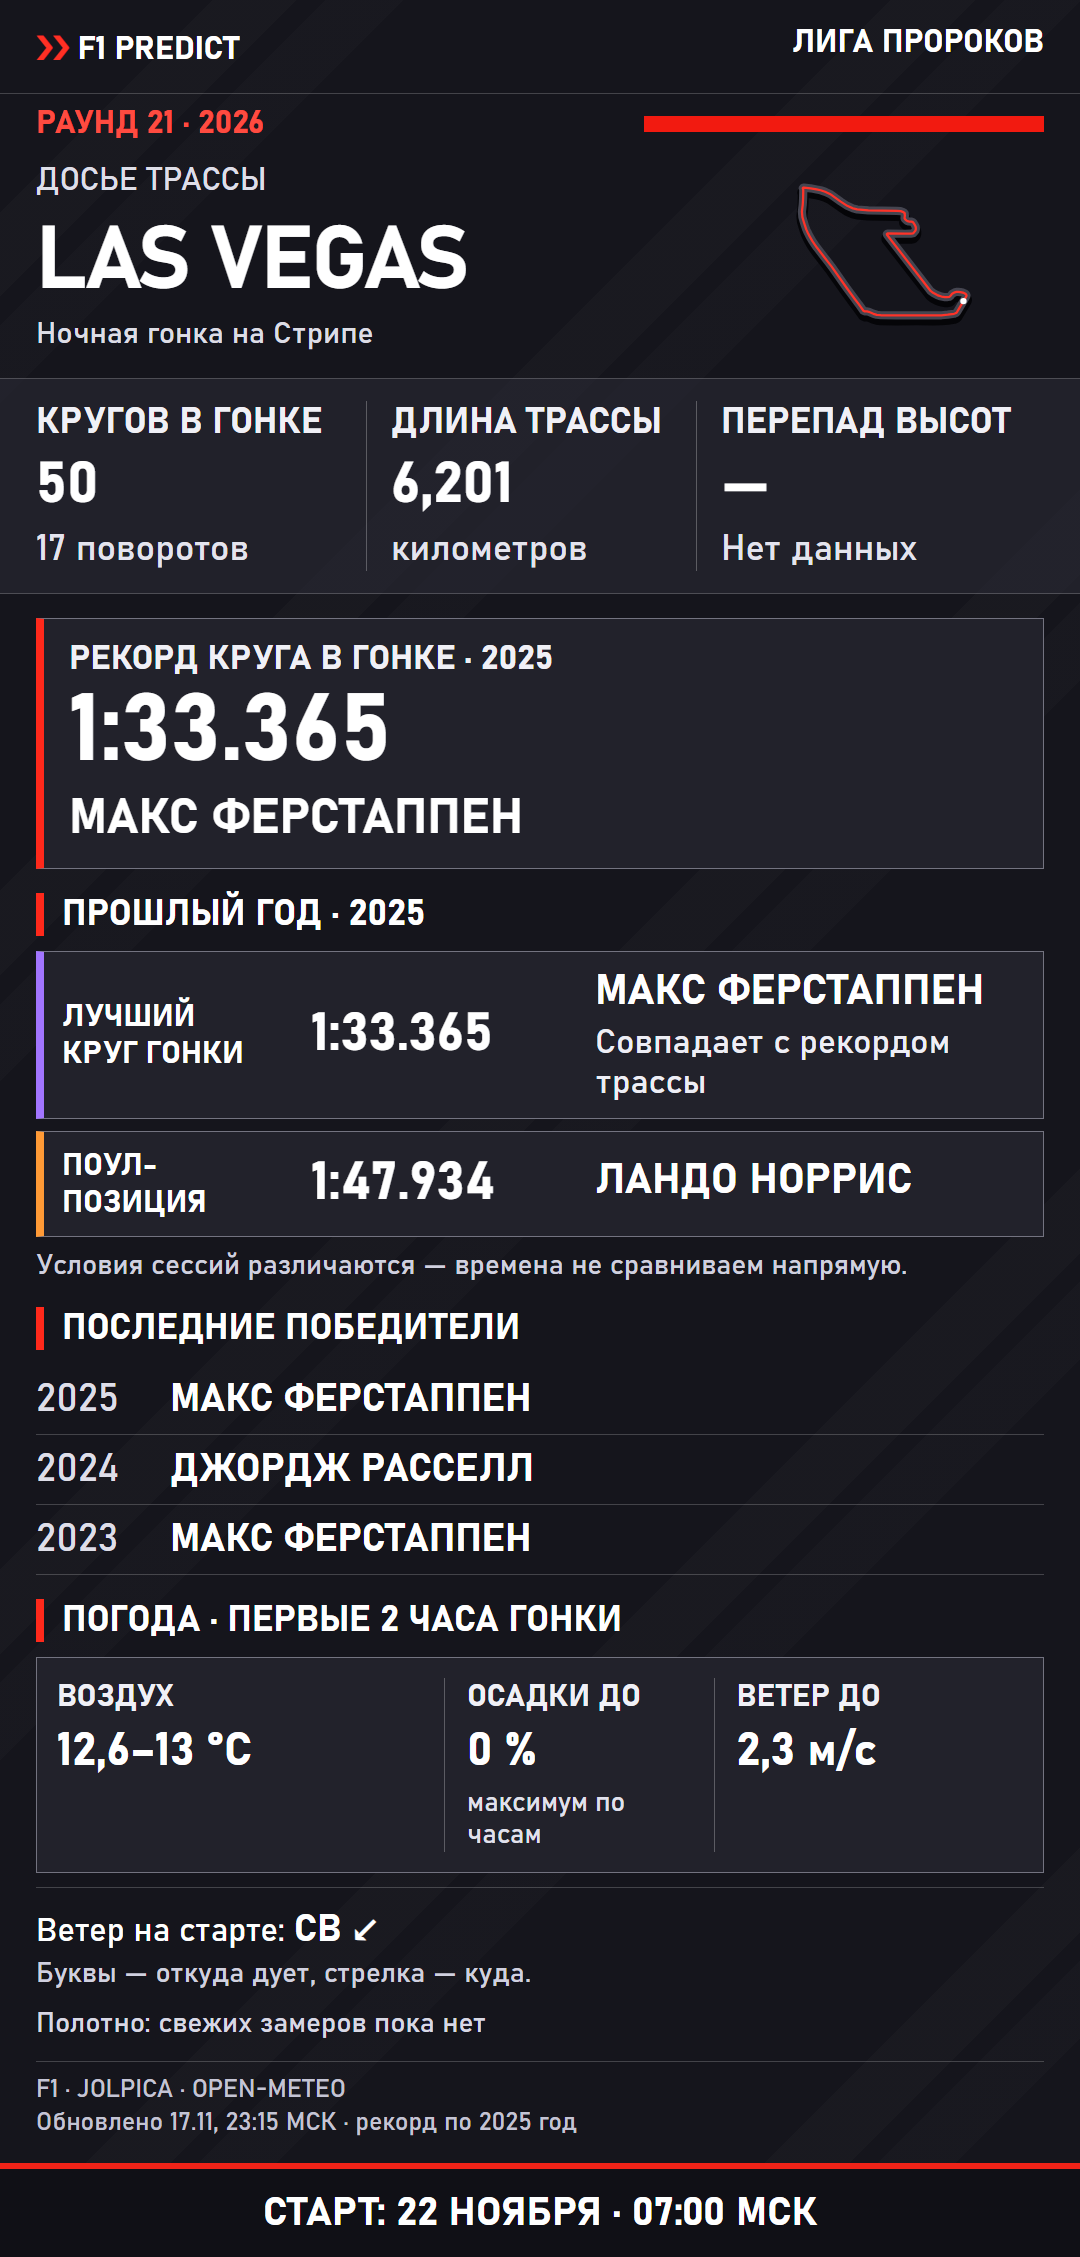 F1 PREDICT
ЛИГА ПРОРОКОВ
РАУНД 21 · 2026
ДОСЬЕ ТРАССЫ
LAS VEGAS
Ночная гонка на Стрипе
КРУГОВ В ГОНКЕ
50
17 поворотов
ДЛИНА ТРАССЫ
6,201
километров
ПЕРЕПАД ВЫСОТ
—
Нет данных
РЕКОРД КРУГА В ГОНКЕ · 2025
1:33.365
МАКС ФЕРСТАППЕН
ПРОШЛЫЙ ГОД · 2025
ЛУЧШИЙ
КРУГ ГОНКИ
1:33.365
МАКС ФЕРСТАППЕН
Совпадает с рекордом
трассы
ПОУЛ-
ПОЗИЦИЯ
1:47.934
ЛАНДО НОРРИС
Условия сессий различаются — времена не сравниваем напрямую.
ПОСЛЕДНИЕ ПОБЕДИТЕЛИ
2025 МАКС ФЕРСТАППЕН
2024 ДЖОРДЖ РАССЕЛЛ
2023 МАКС ФЕРСТАППЕН
ПОГОДА · ПЕРВЫЕ 2 ЧАСА ГОНКИ
ВОЗДУХ
12,6–13 °C
ОСАДКИ ДО
0 %
максимум по
часам
ВЕТЕР ДО
2,3 м/с
Ветер на старте: СВ ↙
Буквы — откуда дует, стрелка — куда.
Полотно: свежих замеров пока нет
F1 · JOLPICA · OPEN-METEO
Обновлено 17.11, 23:15 МСК · рекорд по 2025 год
СТАРТ: 22 НОЯБРЯ · 07:00 МСК